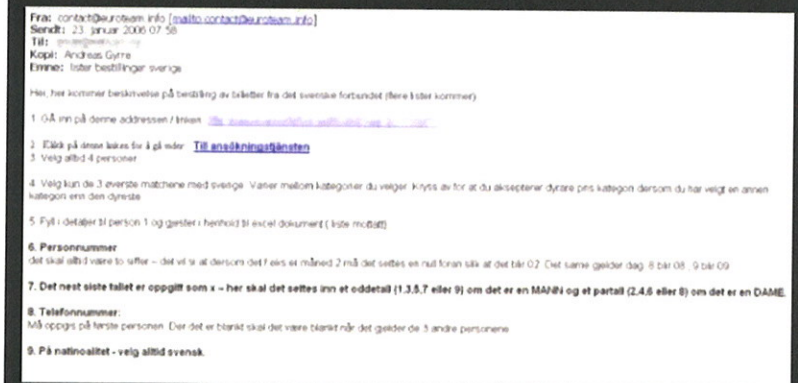 Fra: contact@euroteam.info [mailto:contact@euroteam.info]
Sendt: 23. januar 2006 07:58
Til:
Kopi: Andreas Gyrre
Emne: lister bestillinger sverige
Hei, her kommer beskrivelse på bestilling av billetter fra det svenske forbundet (flere lister kommer)
1. GÅ inn på denne addressen / linken
2. Klikk på denne linken for å gå videre Till ansökningstjänsten
3. Velg alltid 4 personer
4. Velg kun de 3 øverste matchene med sverige. Varier mellom kategorier du velger. Kryss av for at du aksepterer dyrare pris kategori dersom du har velgt en annen
kategori enn den dyreste
5. Fyll i detaljer til person 1 og gjester i henhold til excel dokument ( liste mottatt)
6. Personnummer
det skal alltid være to siffer – det vil si at dersom det f eks er måned 2 må det settes en null foran slik at det blir 02. Det same gjelder dag. 8 blir 08 , 9 blir 09
7. Det nest siste tallet er oppgitt som x – her skal det settes inn et oddetall (1,3,5,7 eller 9) om det er en MANN og et partall (2,4,6 eller 8) om det er en DAME.
8. Telefonnummer:
Må oppgis på første personen. Der det er blankt skal det være blankt når det gjelder de 3 andre personene
9. På natinoalitet - velg alltid svensk.